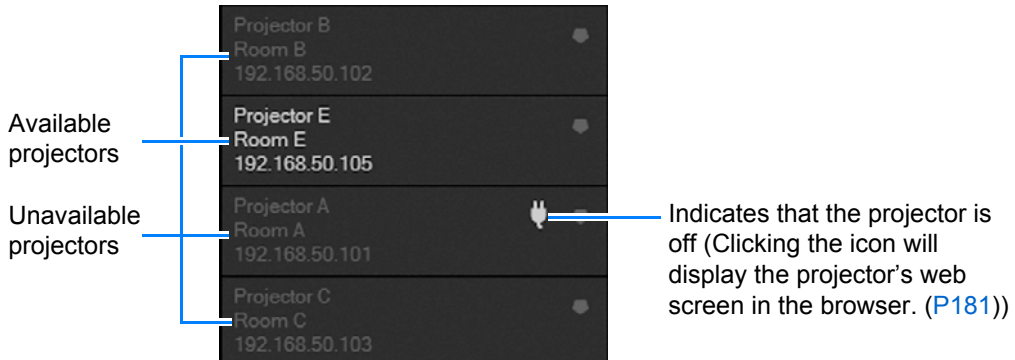 Projector B
Room B
192.168.50.102
Available
projectors
Projector E
Room E
192.168.50.105
Unavailable
projectors
Projector A
Room A
192.168.50.101
Indicates that the projector is
off (Clicking the icon will
display the projector's web
screen in the browser. (P181))
Projector C
Room C
192.168.50.103